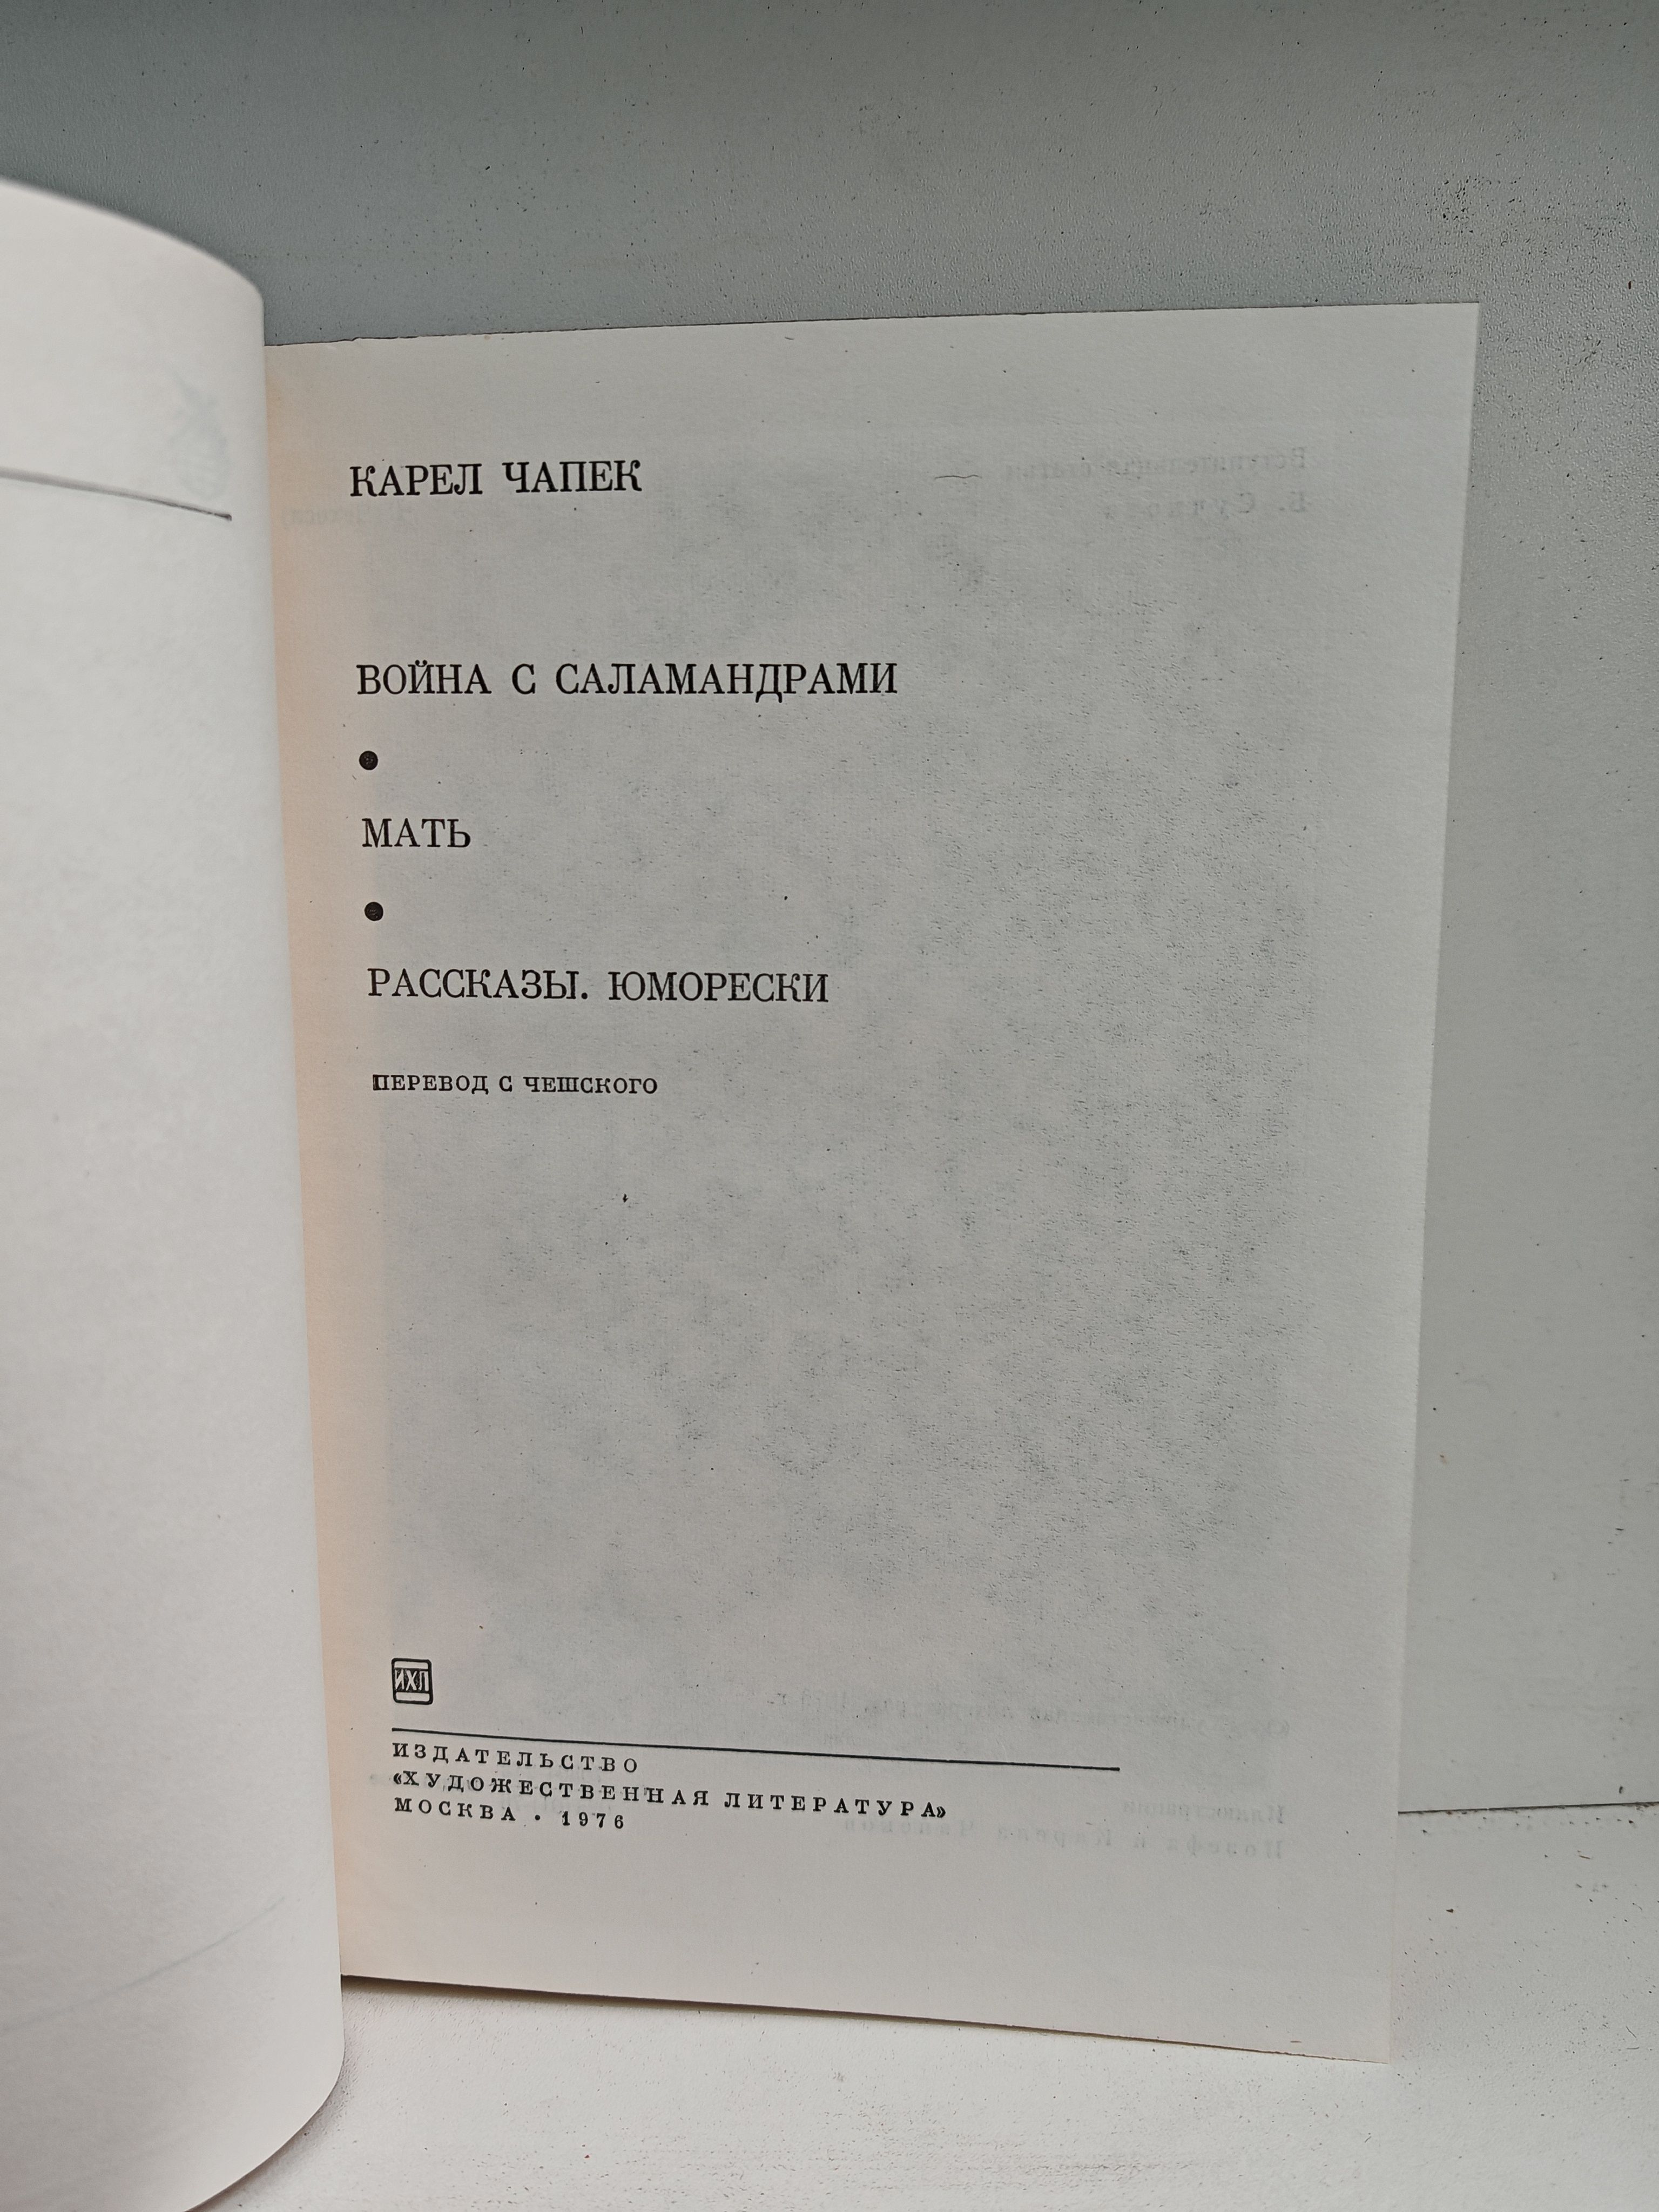 КАРЕЛ ЧАПЕК
ВОЙНА С САЛАМАНДРАМИ
●
МАТЬ
●
РАССКАЗЫ. ЮМОРЕСКИ
ПЕРЕВОД С ЧЕШСКОГО
ИХЛ
ИЗДАТЕЛЬСТВО
«ХУДОЖЕСТВЕННАЯ ЛИТЕРАТУРА»
МОСКВА · 1976